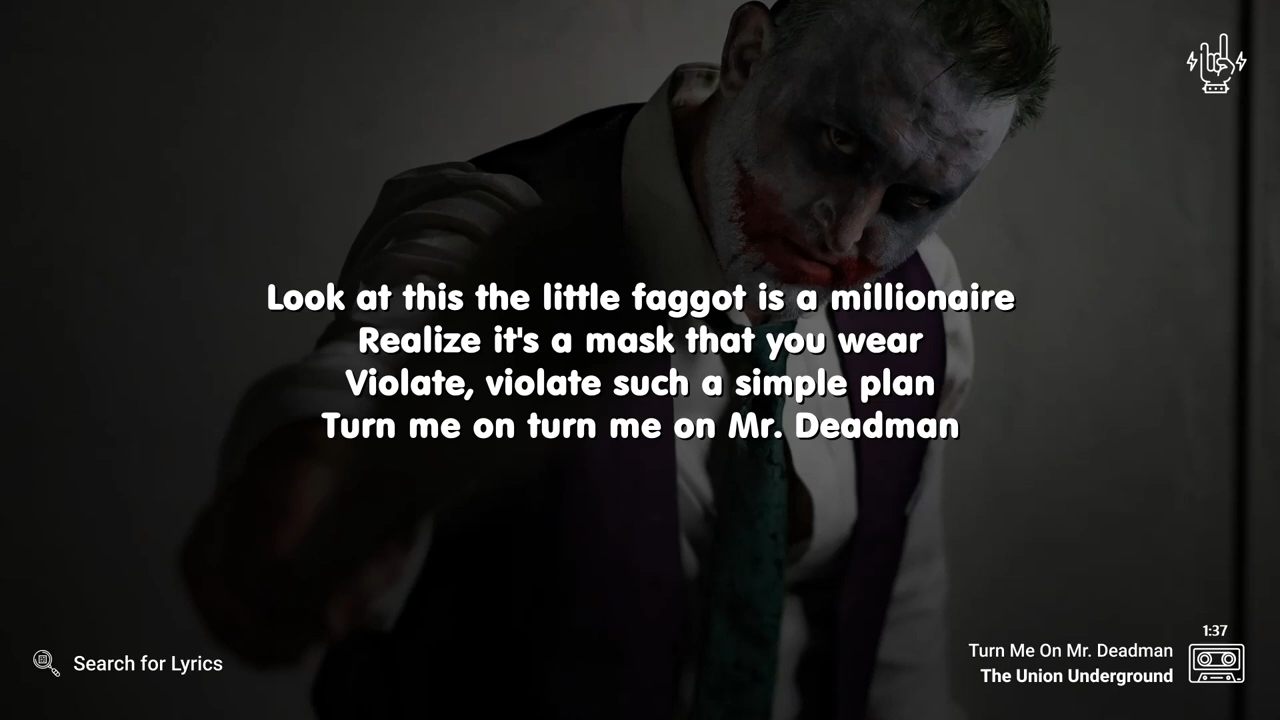 Look at this the little faggot is a millionaire
Realize it's a mask that you wear
Violate, violate such a simple plan
Turn me on turn me on Mr. Deadman
1:37
Search for Lyrics
Turn Me On Mr. Deadman
The Union Underground